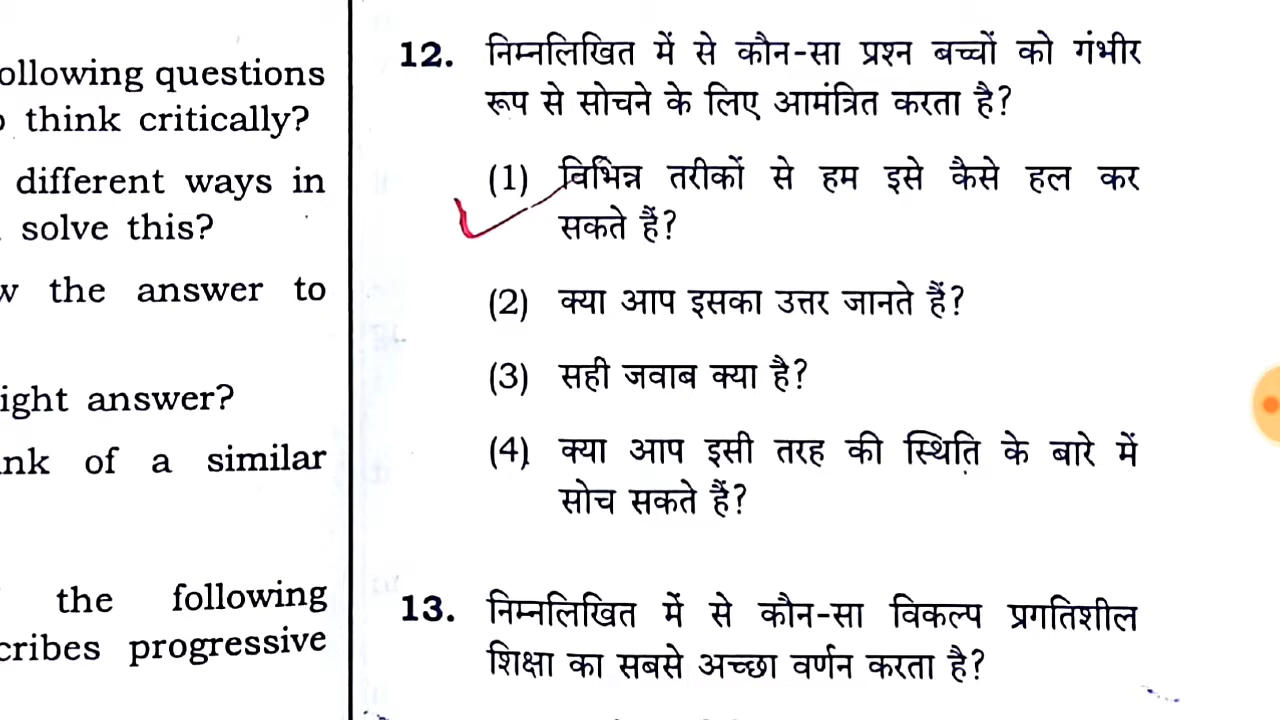 ollowing questions
think critically?
different ways in
solve this?
w the answer to
ight answer?
nk of a similar
the following
cribes progressive
12. निम्नलिखित में से कौन-सा प्रश्न बच्चों को गंभीर
रूप से सोचने के लिए आमंत्रित करता है?
(1) विभिन्न तरीकों से हम इसे कैसे हल कर
सकते हैं?
(2) क्या आप इसका उत्तर जानते हैं?
(3) सही जवाब क्या है?
(4) क्या आप इसी तरह की स्थिति के बारे में
सोच सकते हैं?
13. निम्नलिखित में से कौन-सा विकल्प प्रगतिशील
शिक्षा का सबसे अच्छा वर्णन करता है?